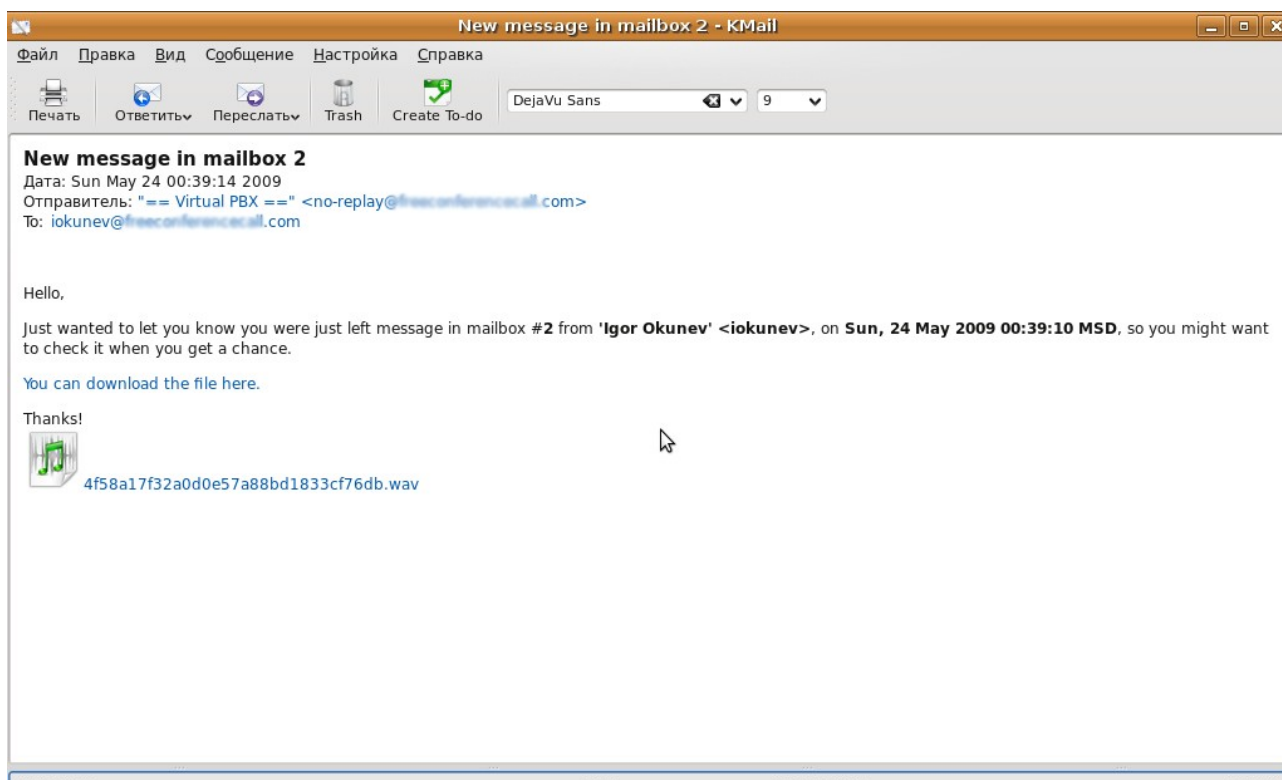 New message in mailbox 2 - KMail
Файл Правка Вид Сообщение Настройка Справка
Печать Ответить Переслать Trash Create To-do DejaVu Sans 9
New message in mailbox 2
Дата: Sun May 24 00:39:14 2009
Отправитель: "== Virtual PBX ==" <no-replay@ .com>
To: iokunev@ .com
Hello,
Just wanted to let you know you were just left message in mailbox #2 from 'Igor Okunev' <iokunev>, on Sun, 24 May 2009 00:39:10 MSD, so you might want
to check it when you get a chance.
You can download the file here.
Thanks!
4f58a17f32a0d0e57a88bd1833cf76db.wav